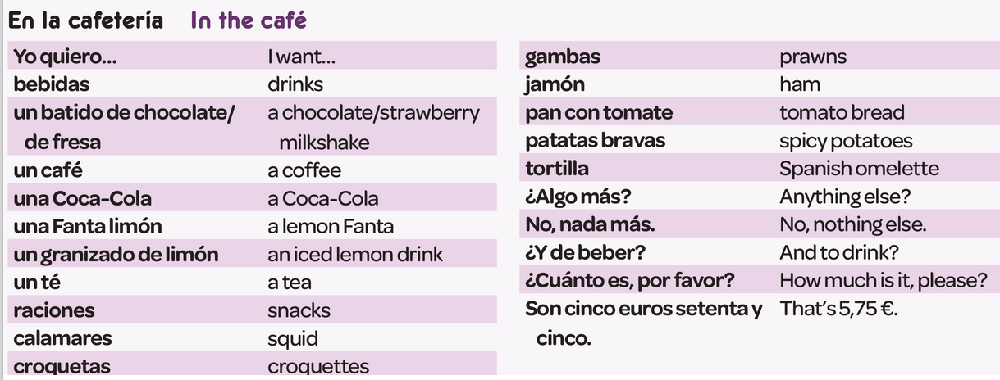 En la cafetería In the café
Yo quiero... I want...
bebidas drinks
un batido de chocolate/ a chocolate/strawberry
de fresa milkshake
un café a coffee
una Coca-Cola a Coca-Cola
una Fanta limón a lemon Fanta
un granizado de limón an iced lemon drink
un té a tea
raciones snacks
calamares squid
croquetas croquettes
gambas prawns
jamón ham
pan con tomate tomato bread
patatas bravas spicy potatoes
tortilla Spanish omelette
¿Algo más? Anything else?
No, nada más. No, nothing else.
¿Y de beber? And to drink?
¿Cuánto es, por favor? How much is it, please?
Son cinco euros setenta y That's 5,75 €.
cinco.